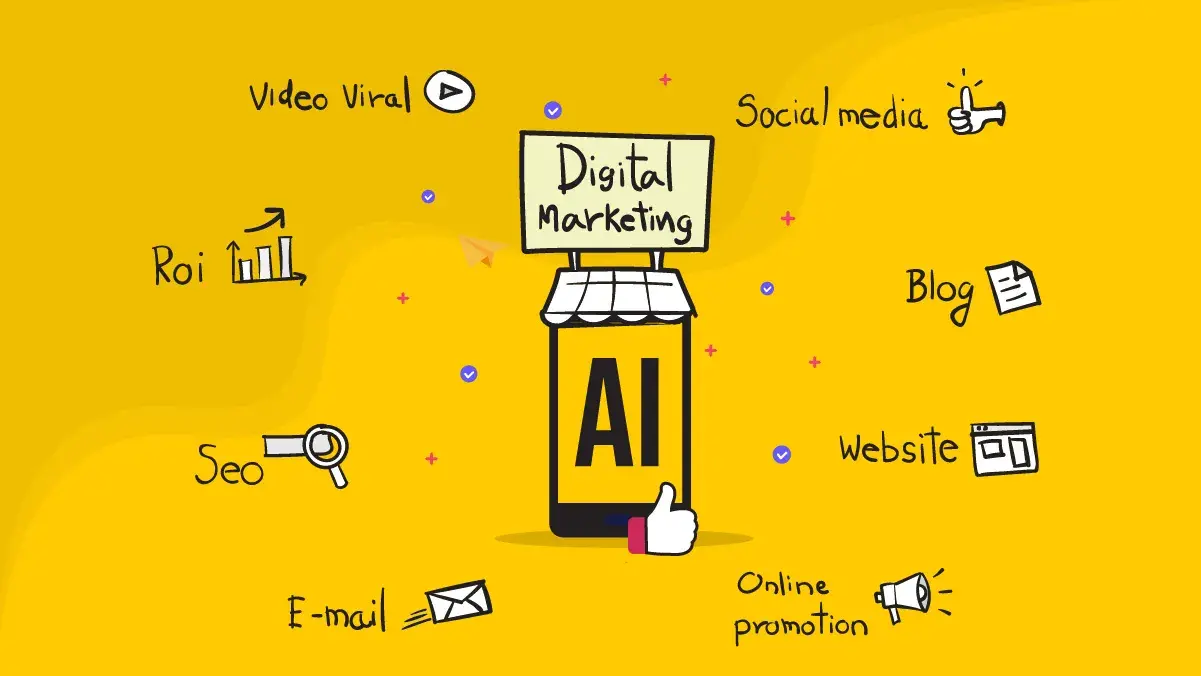 Video Viral
Social media
Digital
Marketing
Roi
Blog
AI
Seo
Website
E-mail
Online
promotion